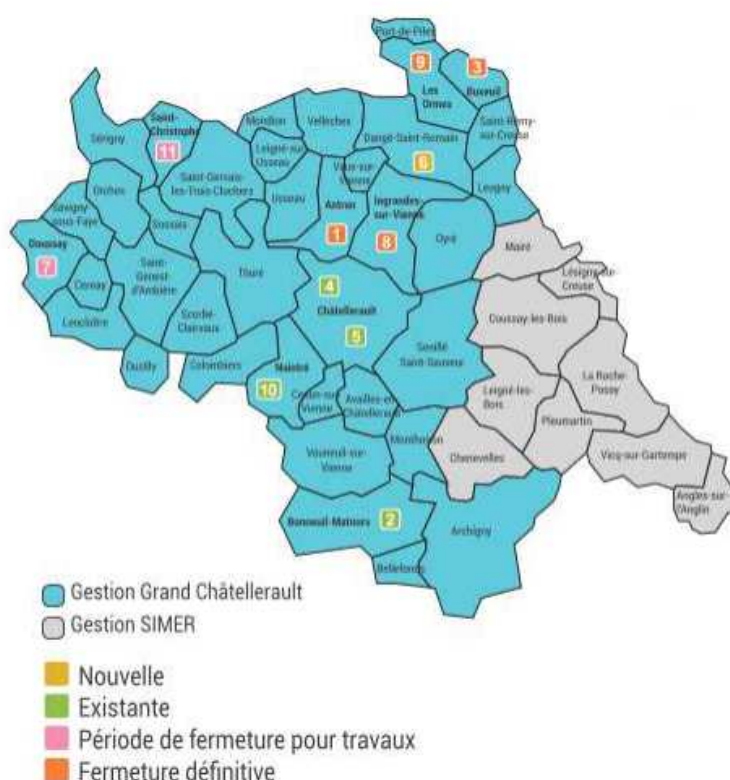 Port-de-Piles
9
3
Les
Ormes
Buxeuil
Saint-
Christophe
11
Mondion
Vellèches
Dangé-Saint-Romain
6
Saint-Rémy-
sur-Creuse
Sérigny
Leigné-sur-
Usseau
Saint-Gervais-
les-Trois-Clochers
Vaux-sur-
Vienne
Leugny
Orches
Usseau
Antran
1
Ingrandes-
sur-Vienne
8
Oyré
Savigny-
sous-Faye
Sossais
Mairé
Doussay
7
Saint-
Genest
d'Ambière
Thuré
4
Lésigny-sur-
Creuse
Cernay
Scorbé-
Clairvaux
Châtellerault
5
Coussay-les-Bois
Lencloître
Senillé
Saint-Sauveur
Ouzilly
Colombiers
Naintré
10
Cenon-sur-
Vienne
Availles-en-
Châtellerault
Leigné-les-
Bois
La Roche-
Posay
Monthoiron
Pleumartin
Vouneuil-sur-
Vienne
Chenevelles
Vicq-sur-Gartempe
Bonneuil-Matours
2
Archigny
Angles-sur-
l'Anglin
Bellefonds
Gestion Grand Châtellerault
Gestion SIMER
Nouvelle
Existante
Période de fermeture pour travaux
Fermeture définitive